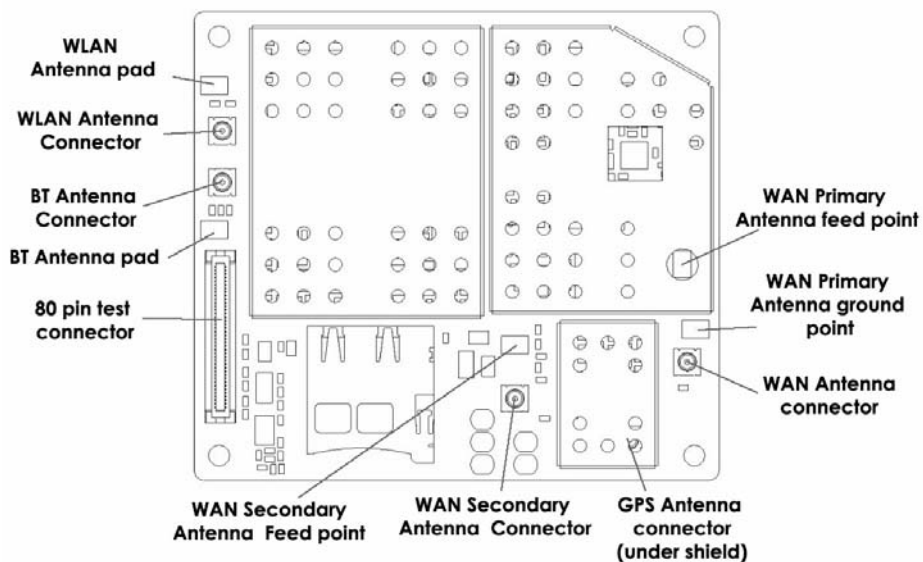 WLAN
Antenna pad
WLAN Antenna
Connector
BT Antenna
Connector
BT Antenna pad
80 pin test
connector
WAN Primary
Antenna feed point
WAN Primary
Antenna ground
point
WAN Antenna
connector
WAN Secondary
Antenna  Feed point
WAN Secondary
Antenna  Connector
GPS Antenna
connector
(under shield)